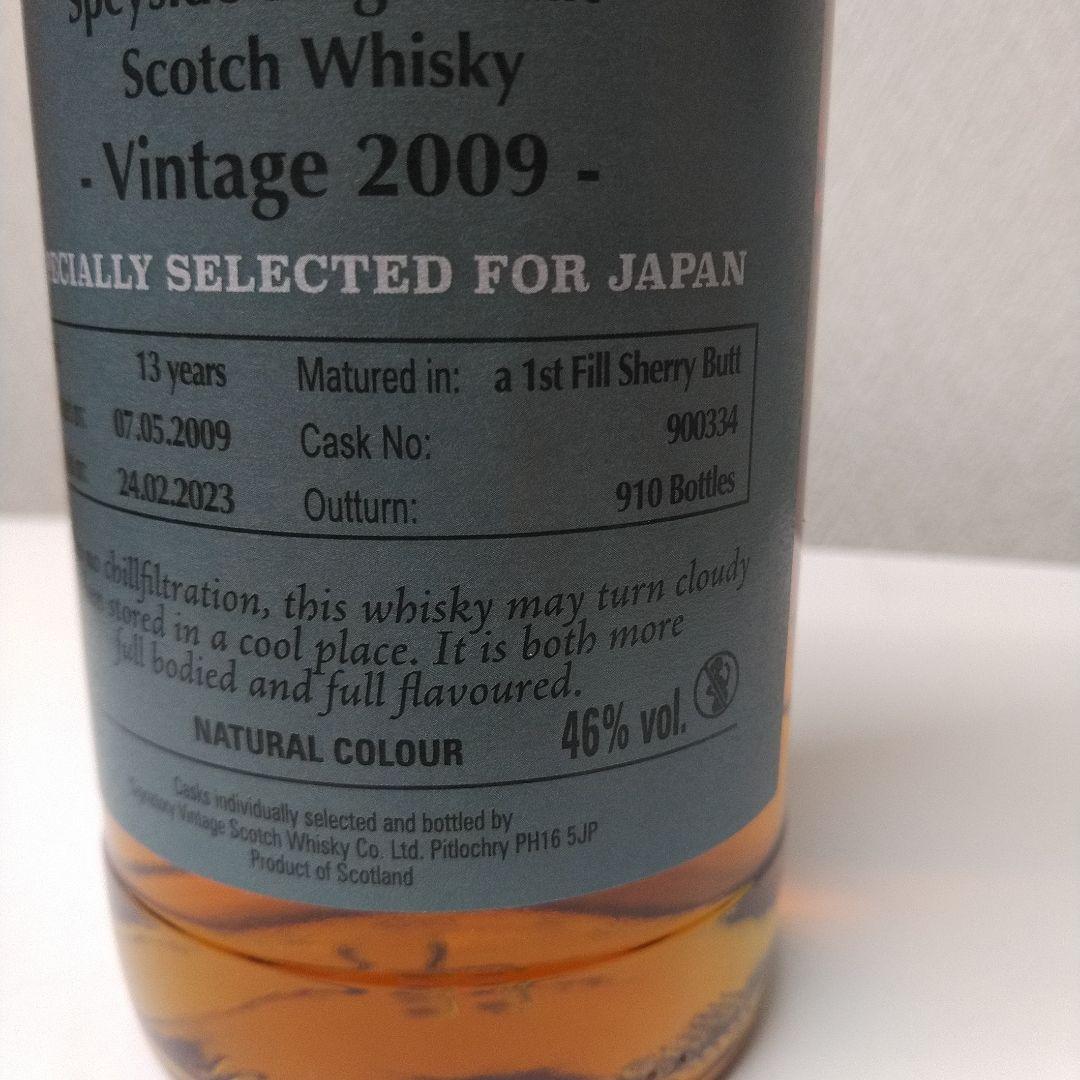 Speyside
Scotch Whisky
- Vintage 2009 -
SELECTED FOR JAPAN
13 years Matured in: a 1st Fill Sherry Butt
07.05.2009 Cask No: 900334
24.02.2023 Outturn: 910 Bottles
chillfiltration, this whisky may turn cloudy
stored in a cool place. It is both more
full bodied and full flavoured.
NATURAL COLOUR 46% vol.
Casks individually selected and bottled by
Signatory Vintage Scotch Whisky Co. Ltd. Pitlochry PH16 5JP
Product of Scotland